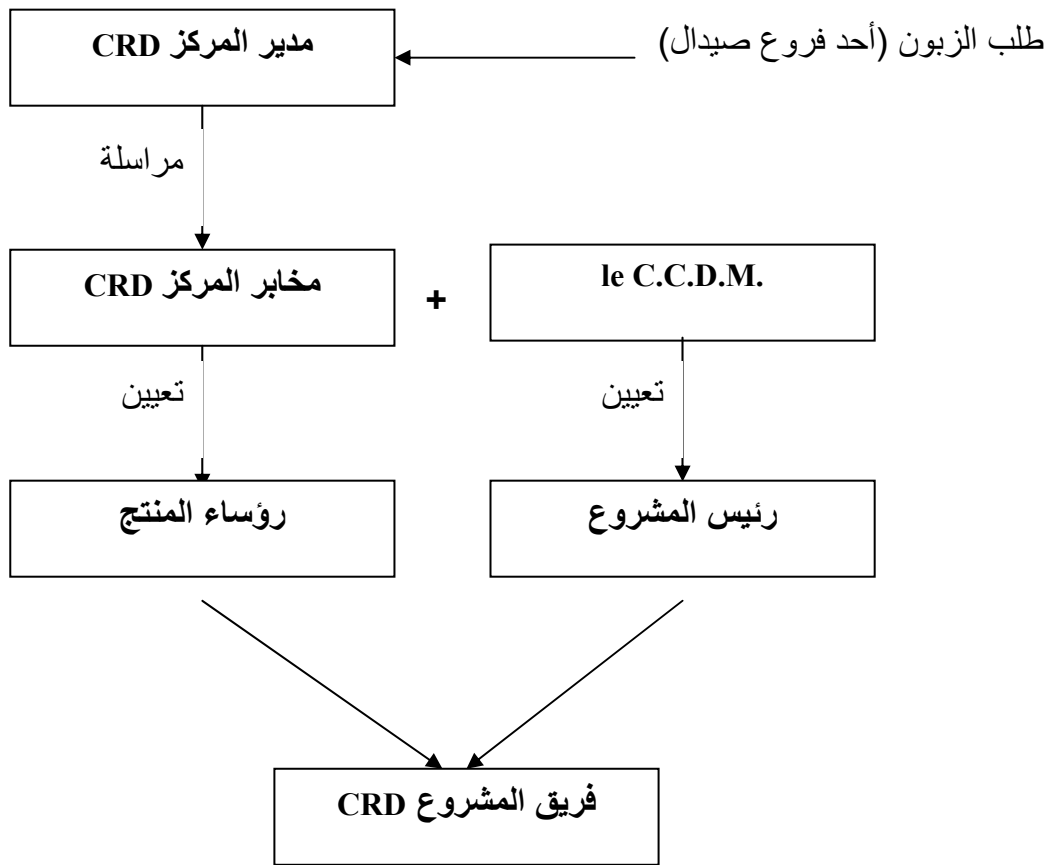 طلب الزبون (أحد فروع صيدال)
مدير المركز CRD
مراسلة
مخابر المركز CRD
+
le C.C.D.M.
تعيين
تعيين
رؤساء المنتج
رئيس المشروع
فريق المشروع CRD